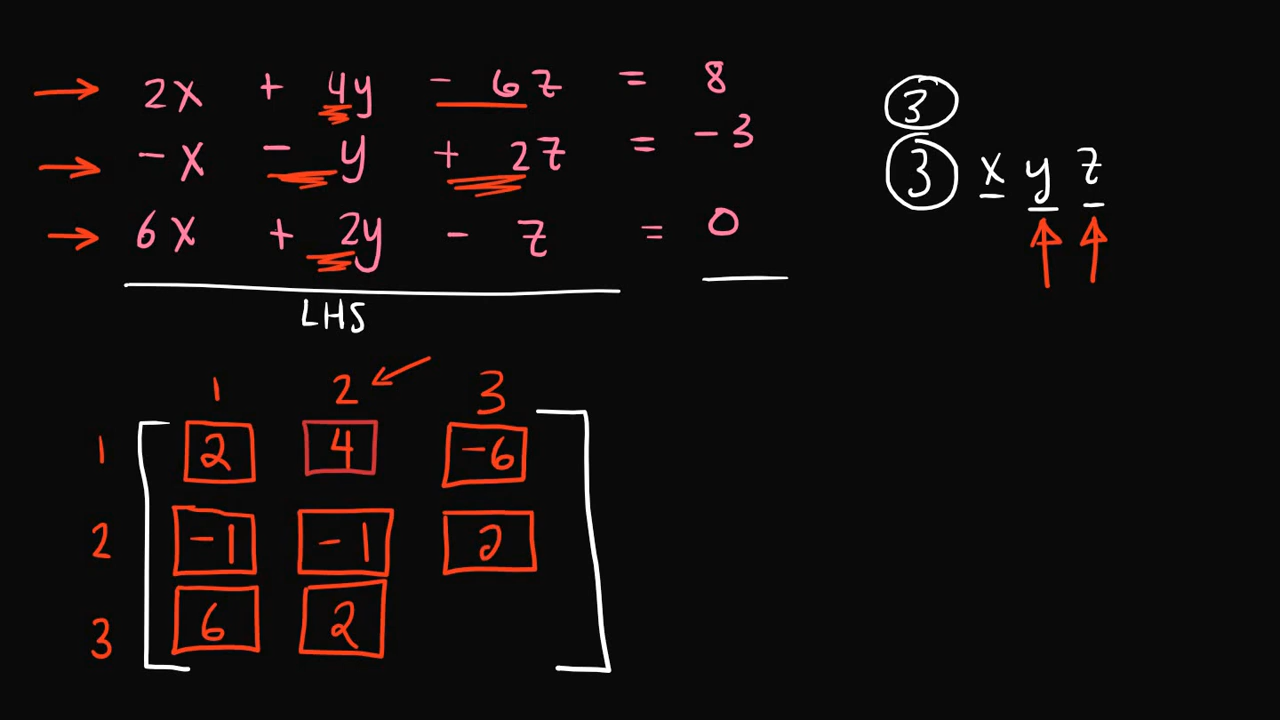 2x + 4y - 6z = 8
-x - y + 2z = -3
6x + 2y - z = 0
LHS
3
3 x y z
1 2 3
1 2 4 -6
2 -1 -1 2
3 6 2